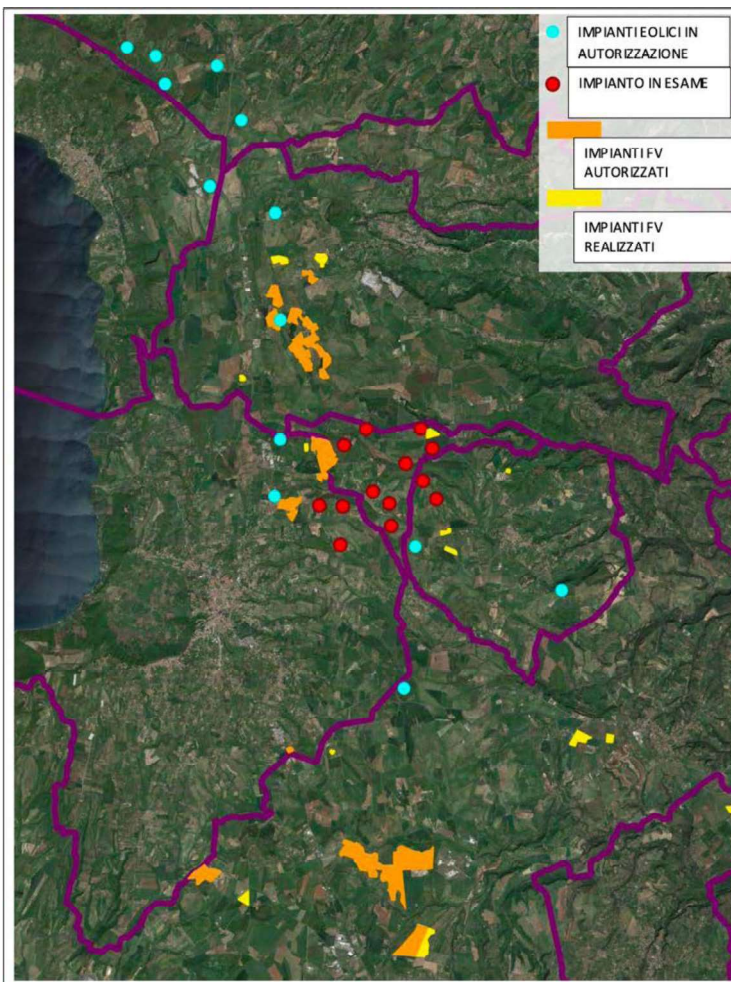 IMPIANTI EOLICI IN
AUTORIZZAZIONE
IMPIANTO IN ESAME
IMPIANTI FV
AUTORIZZATI
IMPIANTI FV
REALIZZATI